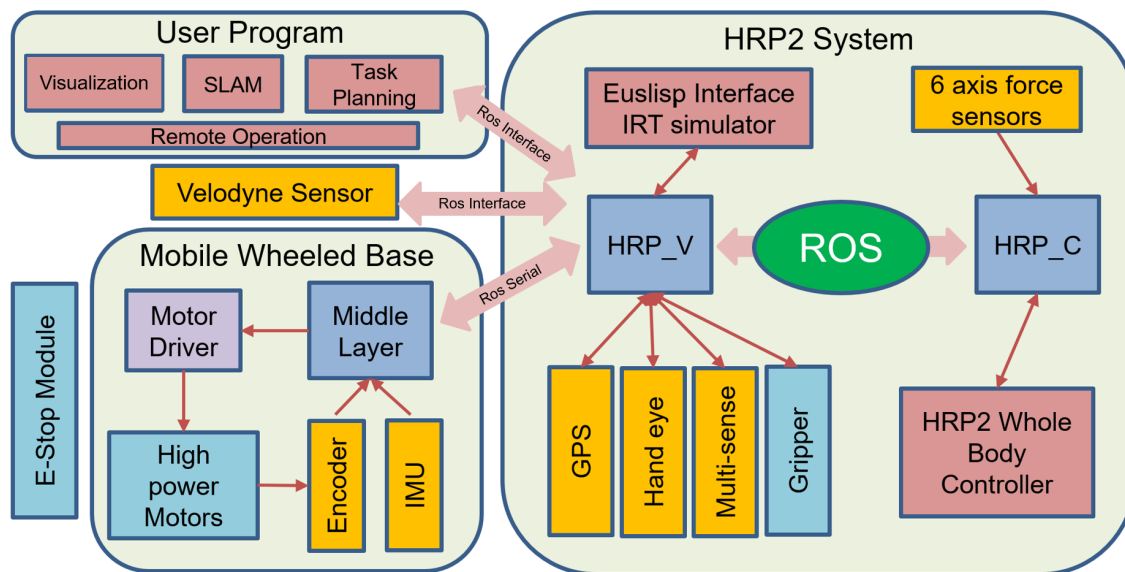 User Program
Visualization
SLAM
Task
Planning
Remote Operation
Velodyne Sensor
Ros Interface
Ros Interface
Ros Serial
Mobile Wheeled Base
E-Stop Module
Motor
Driver
Middle
Layer
High
power
Motors
Encoder
IMU
HRP2 System
Euslisp Interface
IRT simulator
6 axis force
sensors
HRP_V
ROS
HRP_C
GPS
Hand eye
Multi-sense
Gripper
HRP2 Whole
Body
Controller